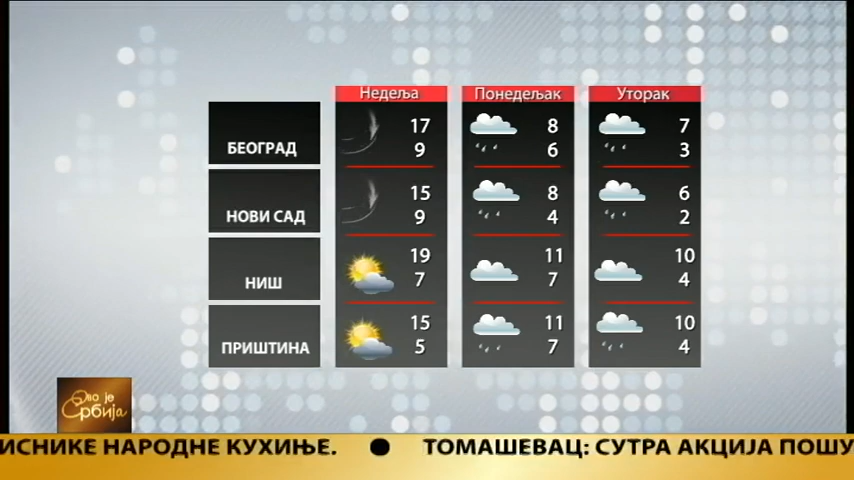 Недеља Понедељак Уторак
БЕОГРАД 17 9 8 6 7 3
НОВИ САД 15 9 8 4 6 2
НИШ 19 7 11 7 10 4
ПРИШТИНА 15 5 11 7 10 4
Ово је
Србија
ИСНИКЕ НАРОДНЕ КУХИЊЕ. ● ТОМАШЕВАЦ: СУТРА АКЦИЈА ПОШУ